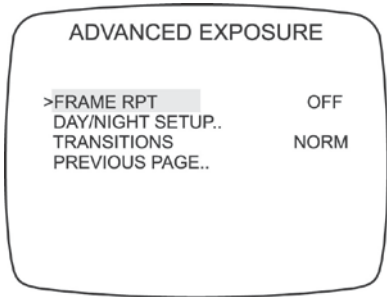 ADVANCED EXPOSURE
>FRAME RPT OFF
DAY/NIGHT SETUP..
TRANSITIONS NORM
PREVIOUS PAGE..